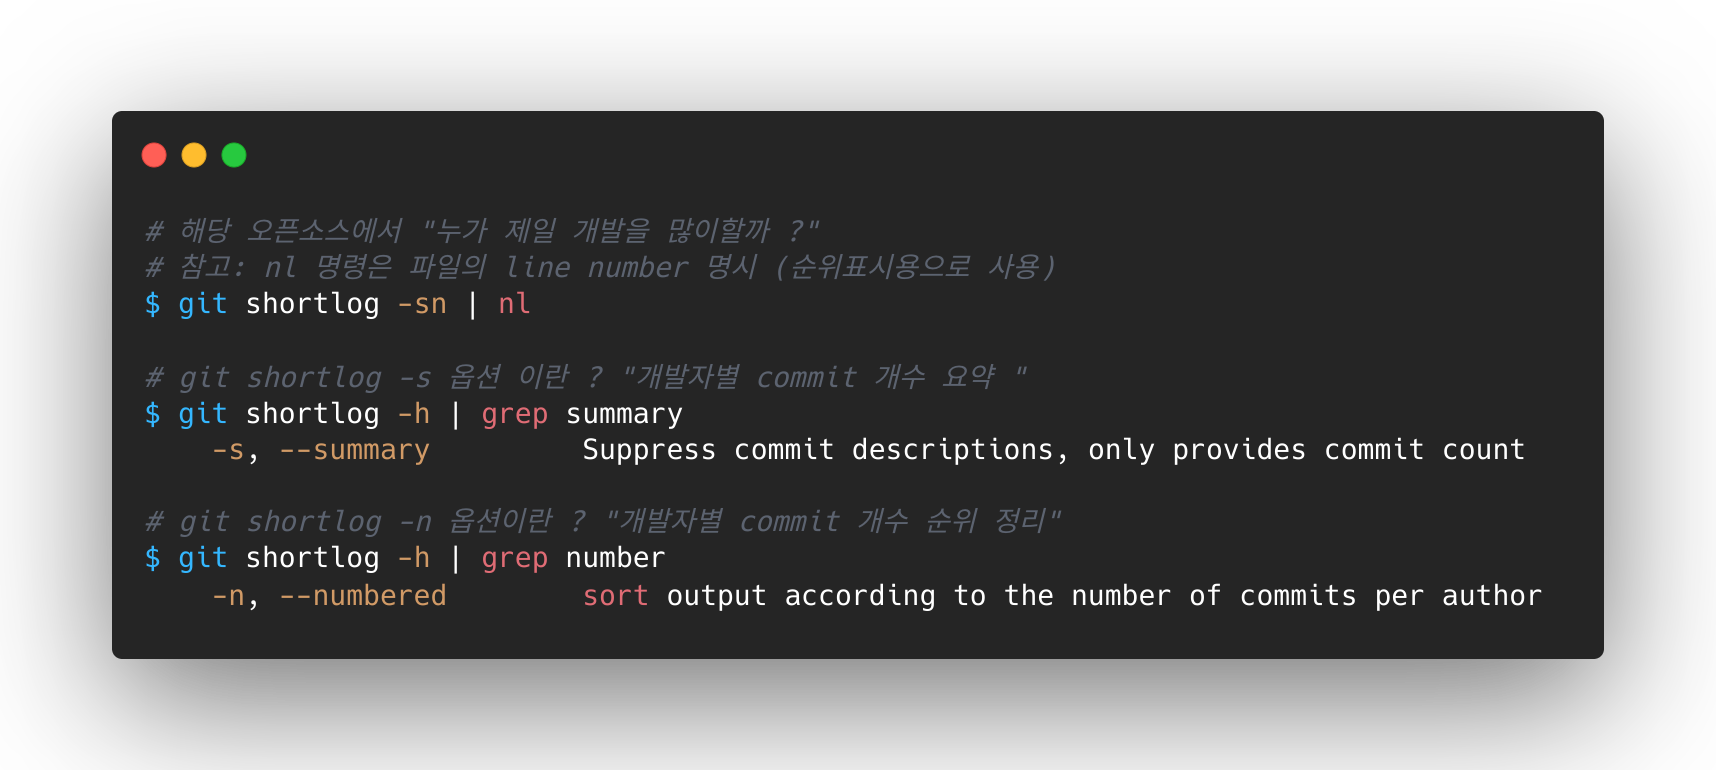 # 해당 오픈소스에서 "누가 제일 개발을 많이할까 ?"
# 참고: nl 명령은 파일의 line number 명시 (순위표시용으로 사용)
$ git shortlog -sn | nl
# git shortlog -s 옵션 이란 ? "개발자별 commit 개수 요약 "
$ git shortlog -h | grep summary
-s, --summary Suppress commit descriptions, only provides commit count
# git shortlog -n 옵션이란 ? "개발자별 commit 개수 순위 정리"
$ git shortlog -h | grep number
-n, --numbered sort output according to the number of commits per author